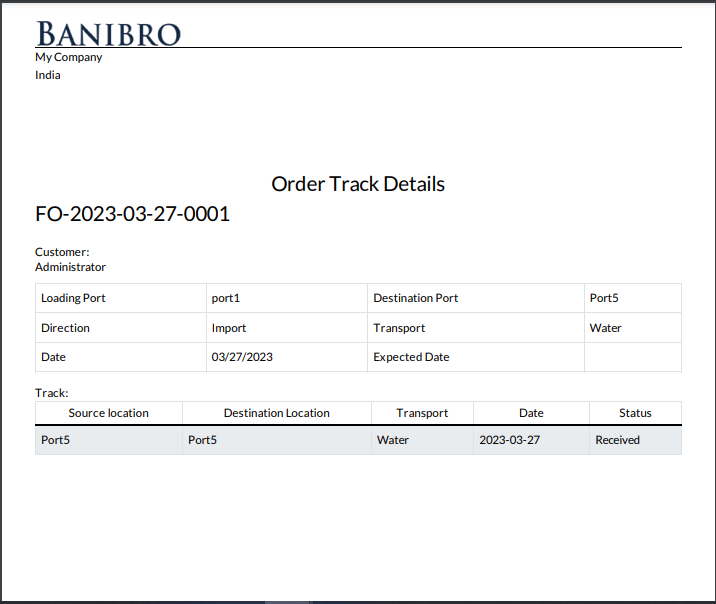 BANIBRO
My Company
India
Order Track Details
FO-2023-03-27-0001
Customer:
Administrator
Loading Port port1 Destination Port Port5
Direction Import Transport Water
Date 03/27/2023 Expected Date
Track:
Source location Destination Location Transport Date Status
Port5 Port5 Water 2023-03-27 Received